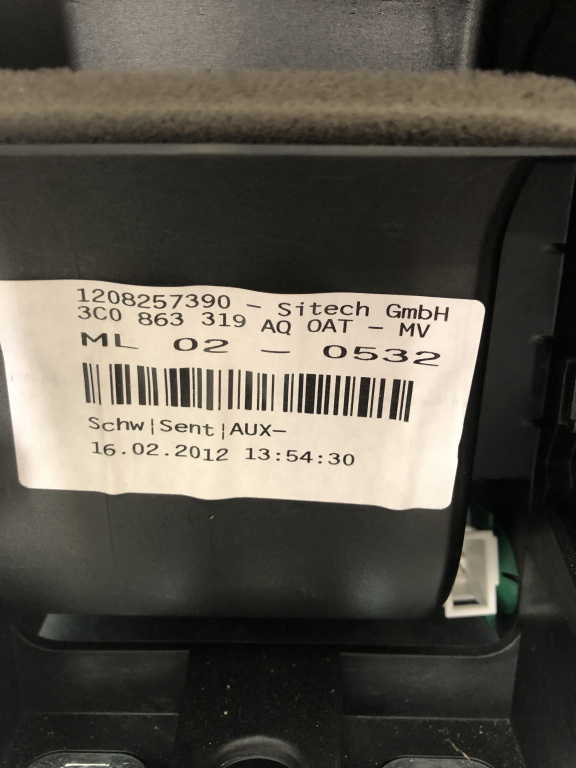 1208257390 - Sitech GmbH
3C0 863 319 AQ OAT - MV
ML 02 - 0532
Schw|Sent|AUX-
16.02.2012 13:54:30